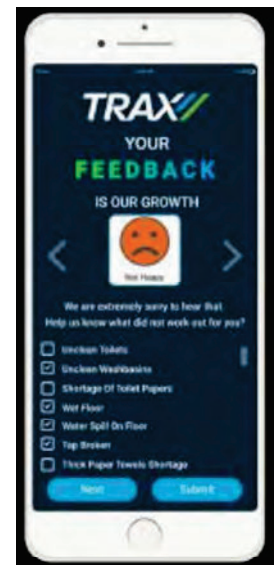 TRAX
YOUR
FEEDBACK
IS OUR GROWTH
Not Happy
We are extremely sorry to hear that.
Help us know what did not work out for you?
Unclean Toilets
Unclean Washbasins
Shortage Of Toilet Papers
Wet Floor
Water Spill On Floor
Tap Broken
Thick Paper Towels Shortage
Next
Submit